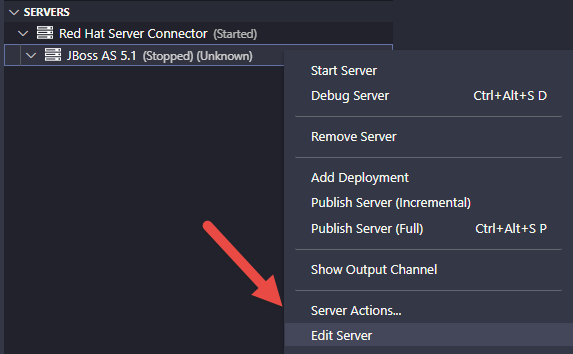 SERVERS
Red Hat Server Connector (Started)
JBoss AS 5.1 (Stopped) (Unknown)
Start Server
Debug Server Ctrl+Alt+S D
Remove Server
Add Deployment
Publish Server (Incremental)
Publish Server (Full) Ctrl+Alt+S P
Show Output Channel
Server Actions...
Edit Server